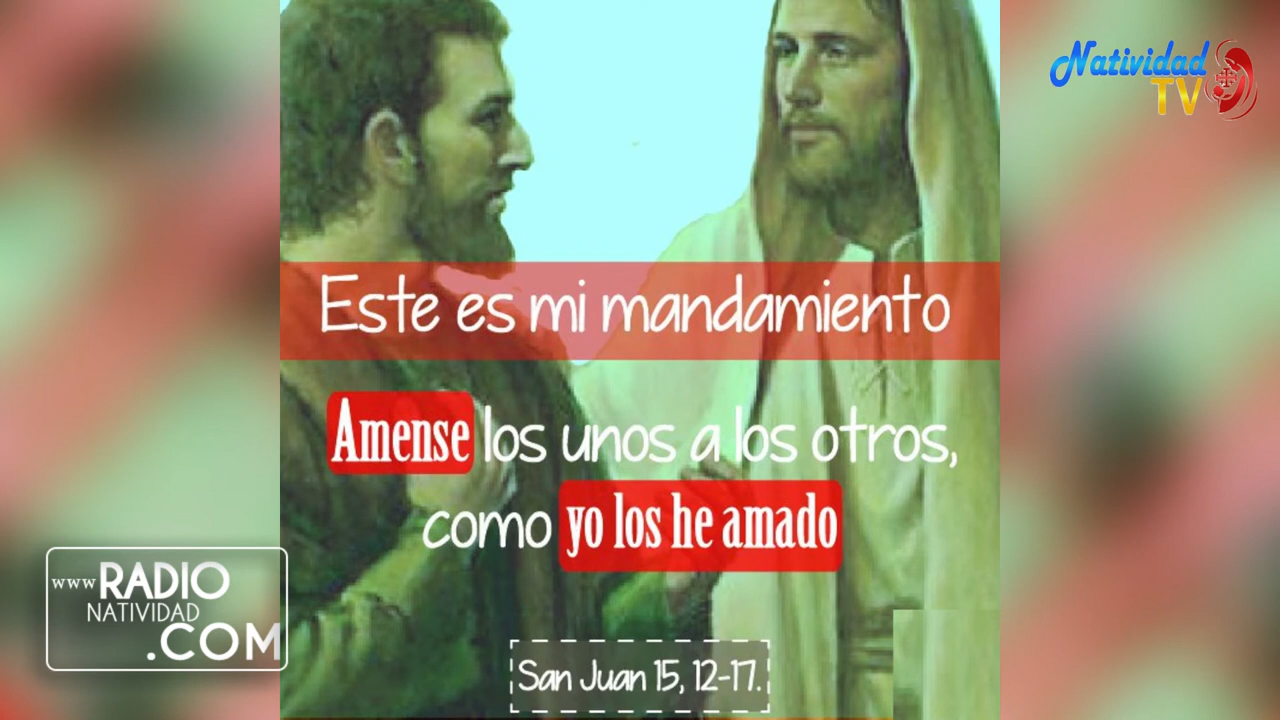 Natividad
TV
Este es mi mandamiento
Amense los unos a los otros,
como yo los he amado
www RADIO
NATIVIDAD
.COM
San Juan 15, 12-17.